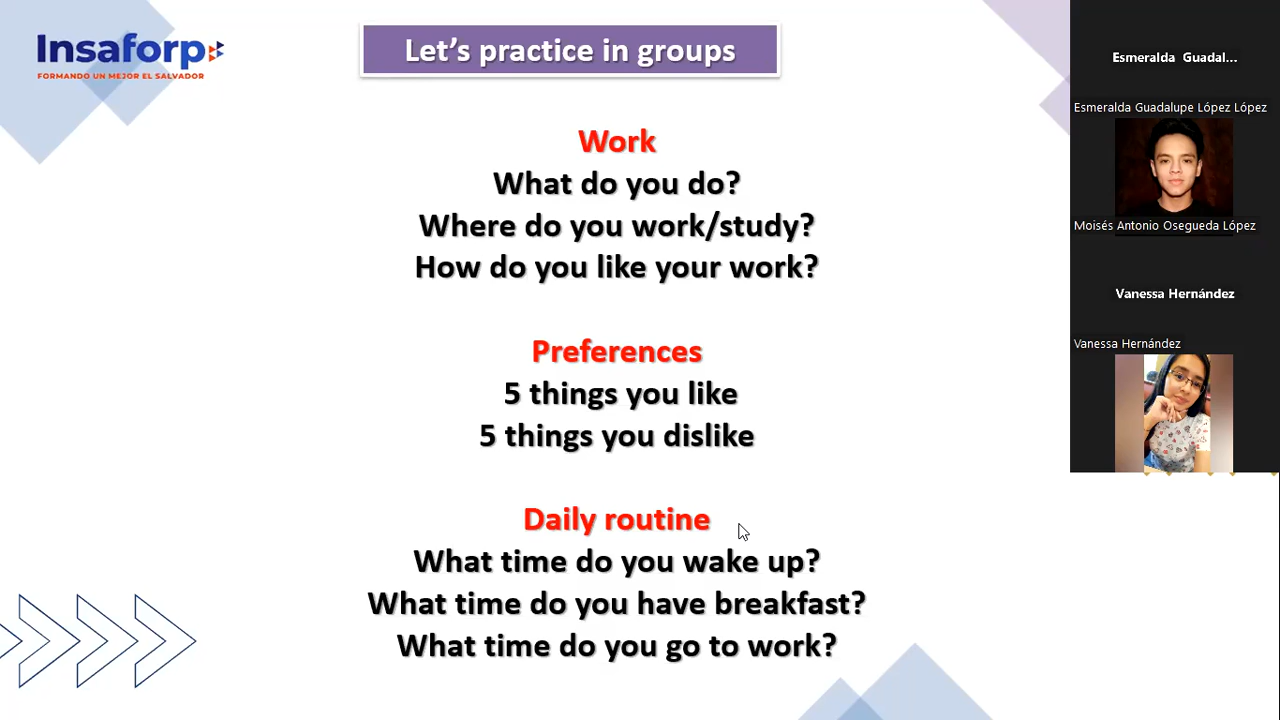 Insaforp
FORMANDO UN MEJOR EL SALVADOR
Let's practice in groups
Work
What do you do?
Where do you work/study?
How do you like your work?
Preferences
5 things you like
5 things you dislike
Daily routine
What time do you wake up?
What time do you have breakfast?
What time do you go to work?
Esmeralda Guadal...
Esmeralda Guadalupe López López
Moisés Antonio Osegueda López
Vanessa Hernández
Vanessa Hernández